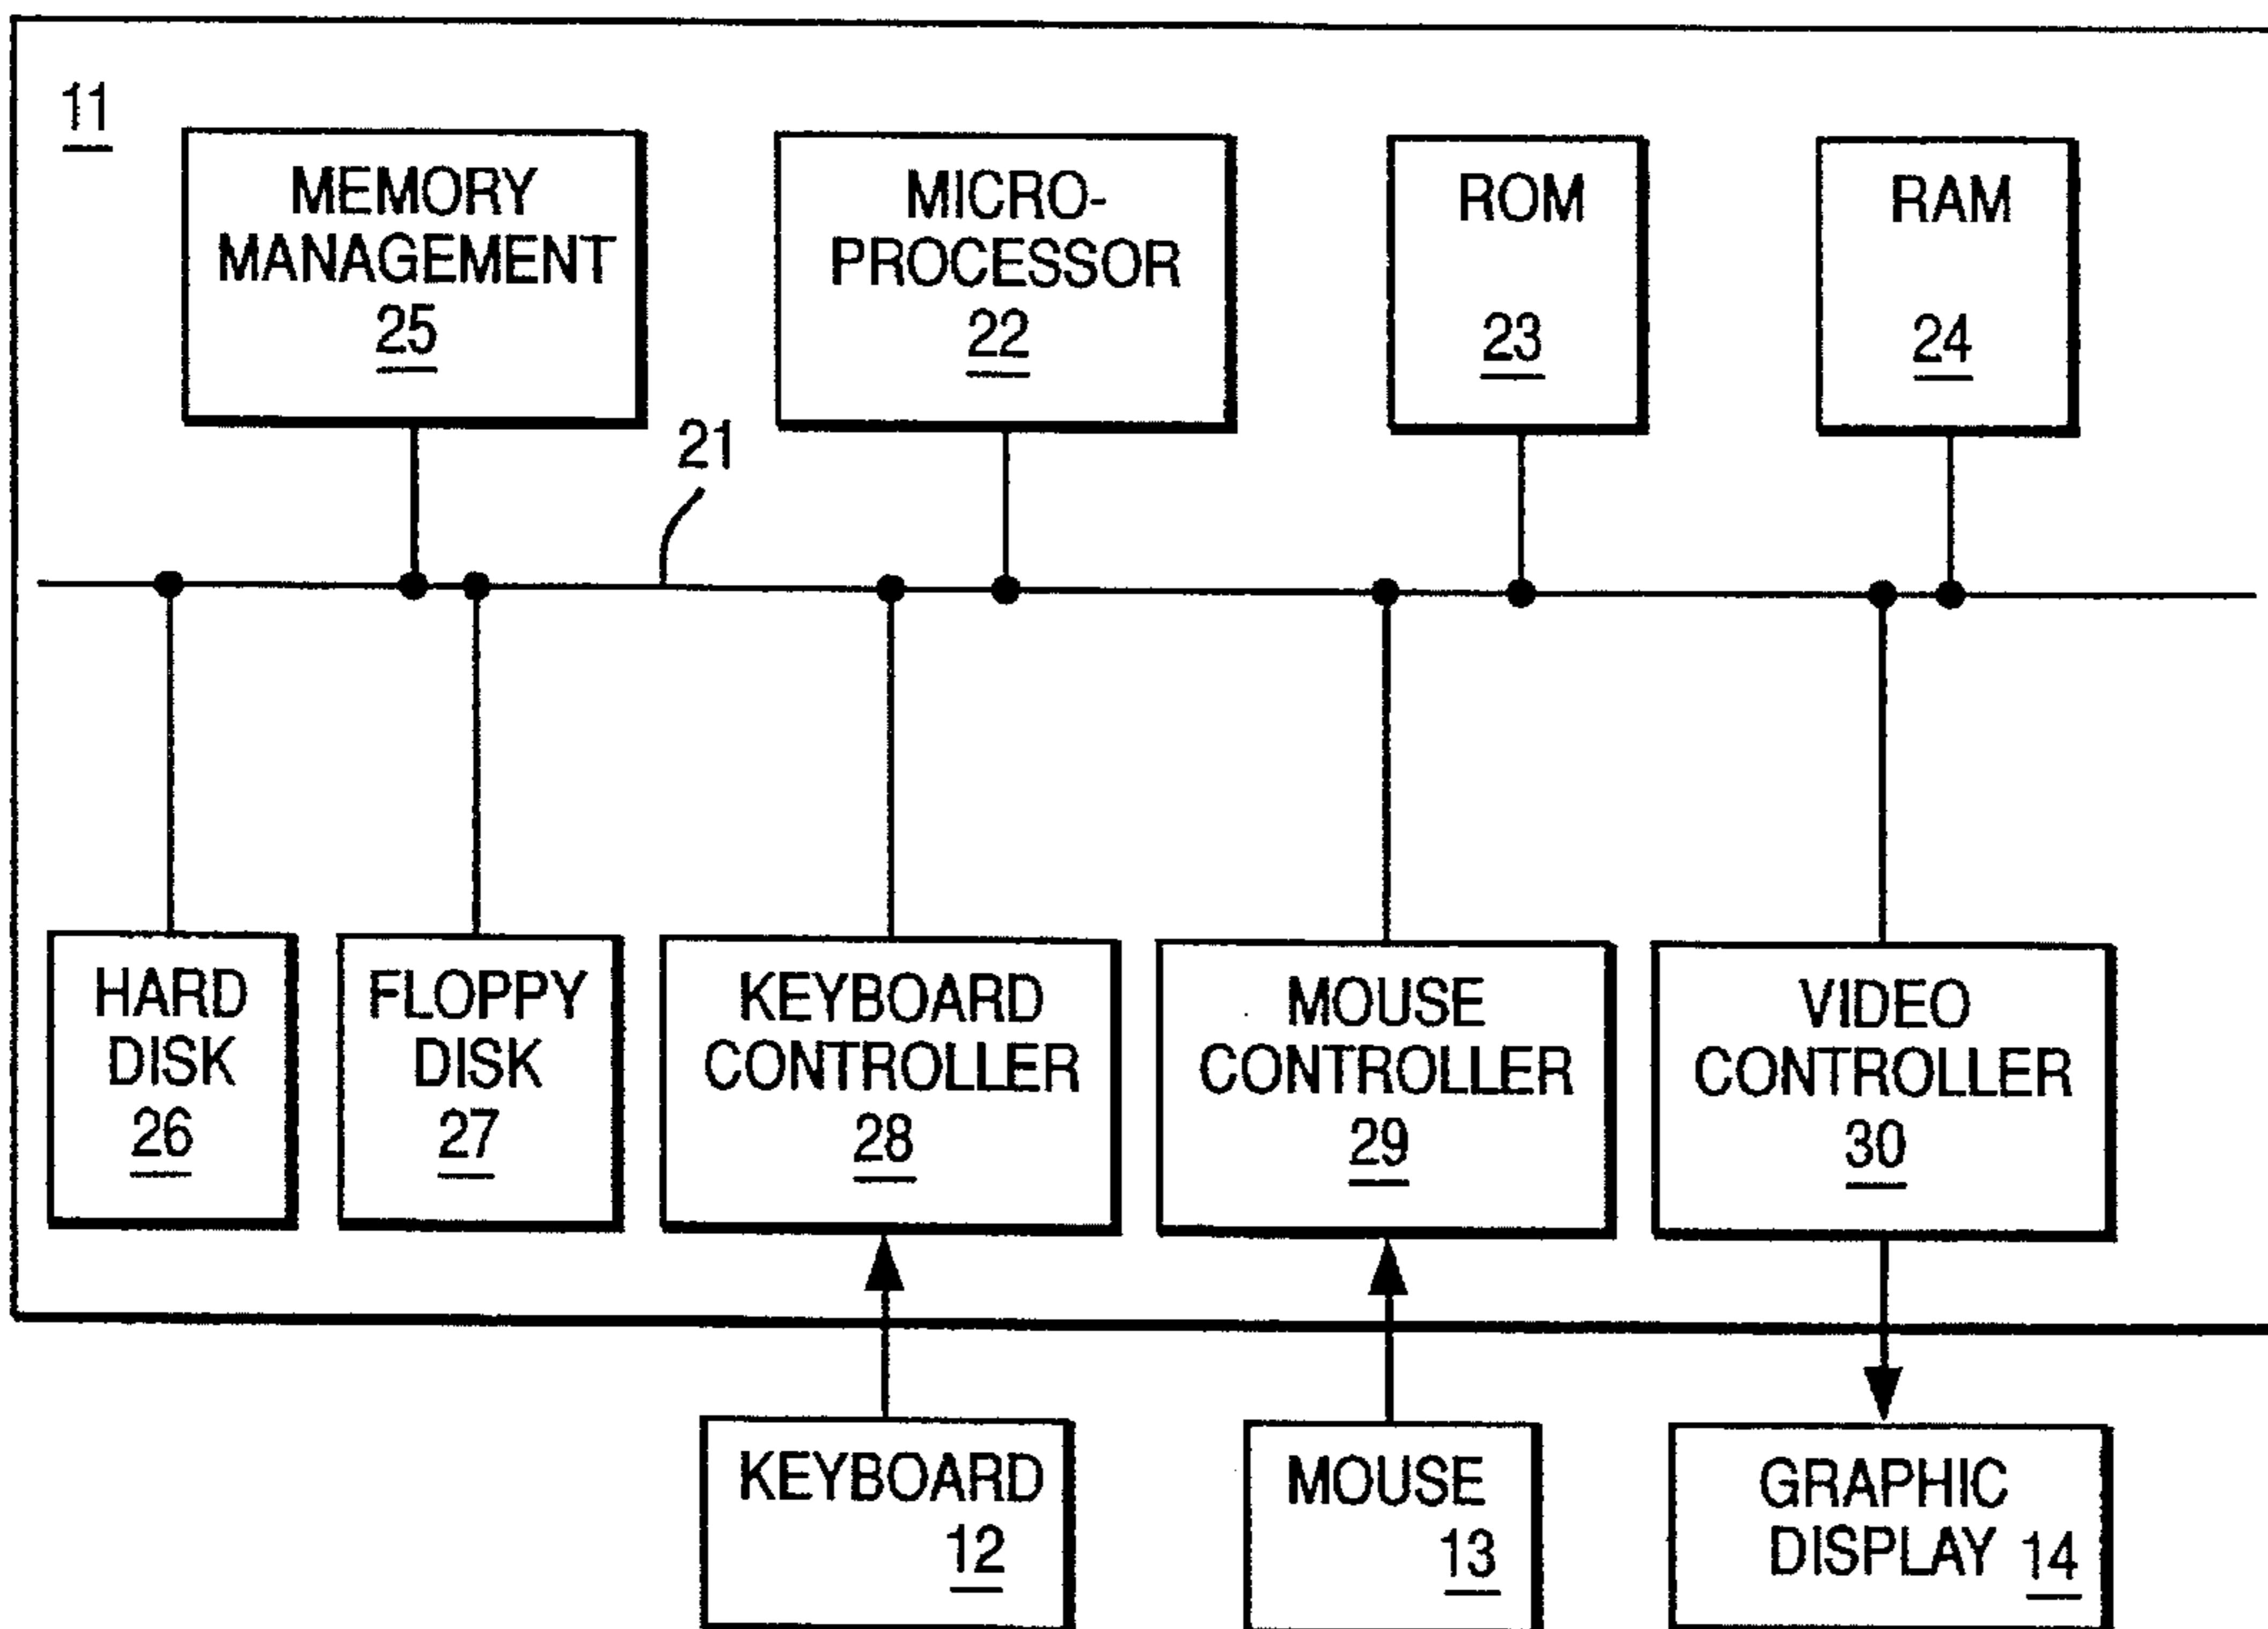 11
MEMORY
MANAGEMENT
25
MICRO-
PROCESSOR
22
ROM
23
RAM
24
21
HARD
DISK
26
FLOPPY
DISK
27
KEYBOARD
CONTROLLER
28
MOUSE
CONTROLLER
29
VIDEO
CONTROLLER
30
KEYBOARD
12
MOUSE
13
GRAPHIC
DISPLAY 14